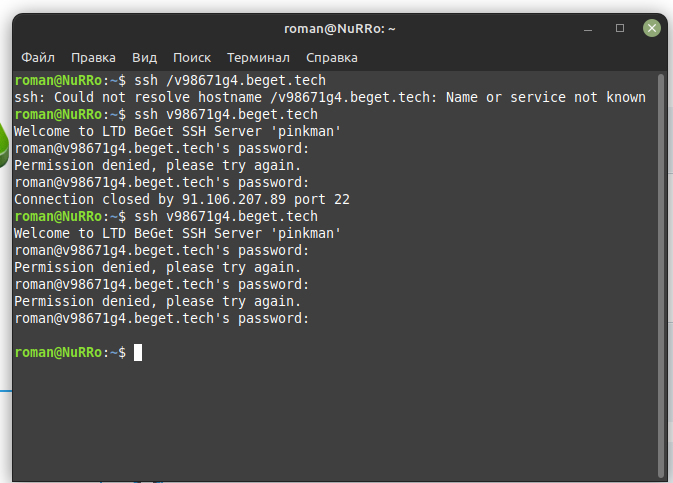 roman@NuRRo: ~
Файл Правка Вид Поиск Терминал Справка
roman@NuRRo:~$ ssh /v98671g4.beget.tech
ssh: Could not resolve hostname /v98671g4.beget.tech: Name or service not known
roman@NuRRo:~$ ssh v98671g4.beget.tech
Welcome to LTD BeGet SSH Server 'pinkman'
roman@v98671g4.beget.tech's password:
Permission denied, please try again.
roman@v98671g4.beget.tech's password:
Connection closed by 91.106.207.89 port 22
roman@NuRRo:~$ ssh v98671g4.beget.tech
Welcome to LTD BeGet SSH Server 'pinkman'
roman@v98671g4.beget.tech's password:
Permission denied, please try again.
roman@v98671g4.beget.tech's password:
Permission denied, please try again.
roman@v98671g4.beget.tech's password:
roman@NuRRo:~$